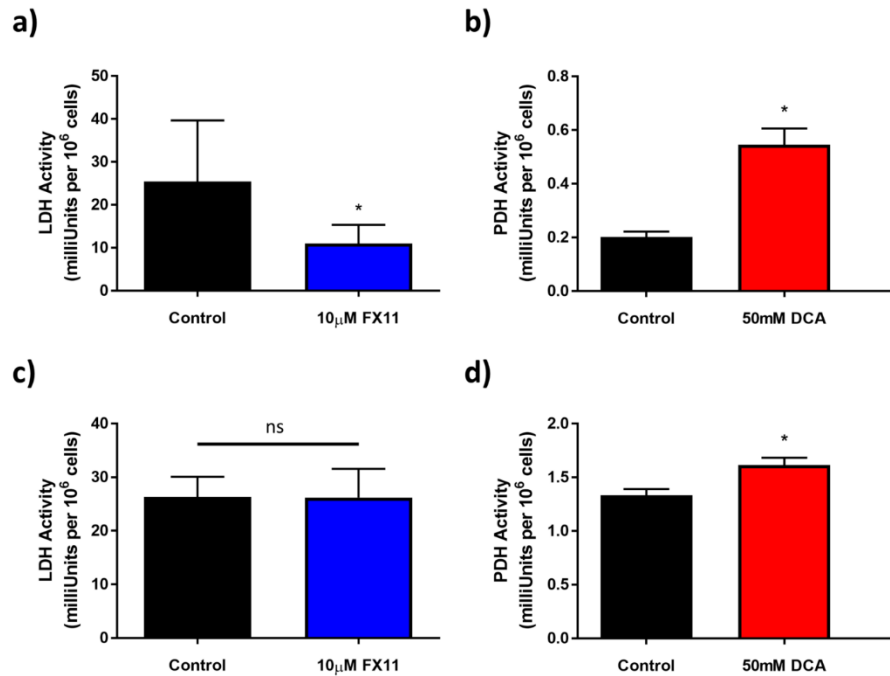 a)
LDH Activity
(milliUnits per 10⁶ cells)
50
40
30
20
10
0
*
Control
10μM FX11
b)
PDH Activity
(milliUnits per 10⁶ cells)
0.8
0.6
0.4
0.2
0.0
*
Control
50mM DCA
c)
LDH Activity
(milliUnits per 10⁶ cells)
40
30
20
10
0
ns
Control
10μM FX11
d)
PDH Activity
(milliUnits per 10⁶ cells)
2.0
1.5
1.0
0.5
0.0
*
Control
50mM DCA